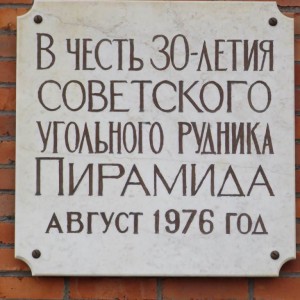 В ЧЕСТЬ 30-ЛЕТИЯ
СОВЕТСКОГО
УГОЛЬНОГО РУДНИКА
ПИРАМИДА
АВГУСТ 1976 ГОД